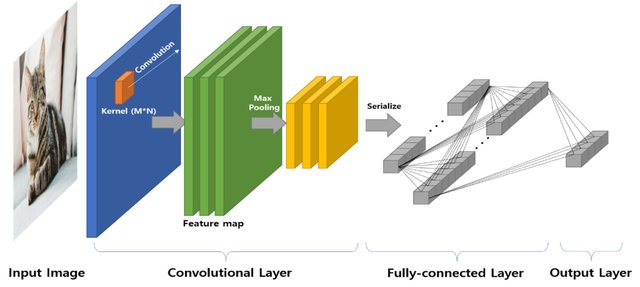 Convolution
Kernel (M*N)
Max
Pooling
Serialize
Feature map
Input Image
Convolutional Layer
Fully-connected Layer
Output Layer